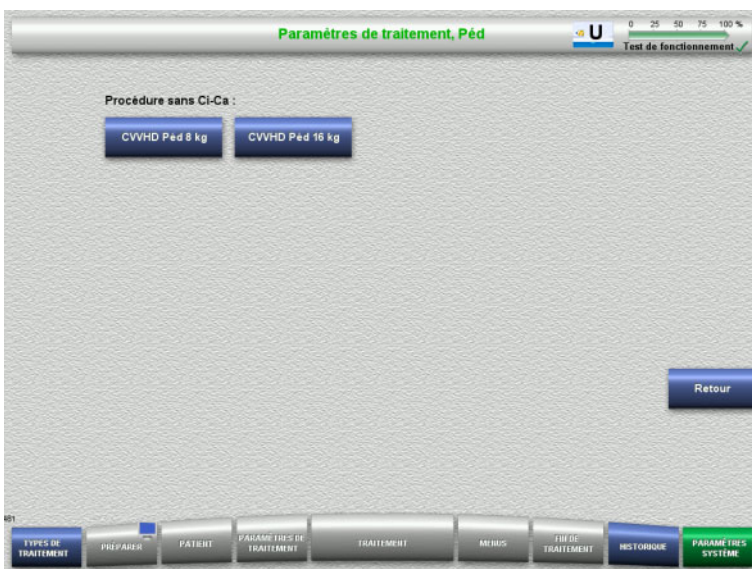 Paramètres de traitement, Péd
U
0 25 50 75 100 %
Test de fonctionnement
Procédure sans Ci-Ca :
CVVHD Péd 8 kg
CVVHD Péd 16 kg
Retour
TYPES DE
TRAITEMENT
PRÉPARER
PATIENT
PARAMÈTRES DE
TRAITEMENT
TRAITEMENT
MENUS
FIN DE
TRAITEMENT
HISTORIQUE
PARAMÈTRES
SYSTÈME